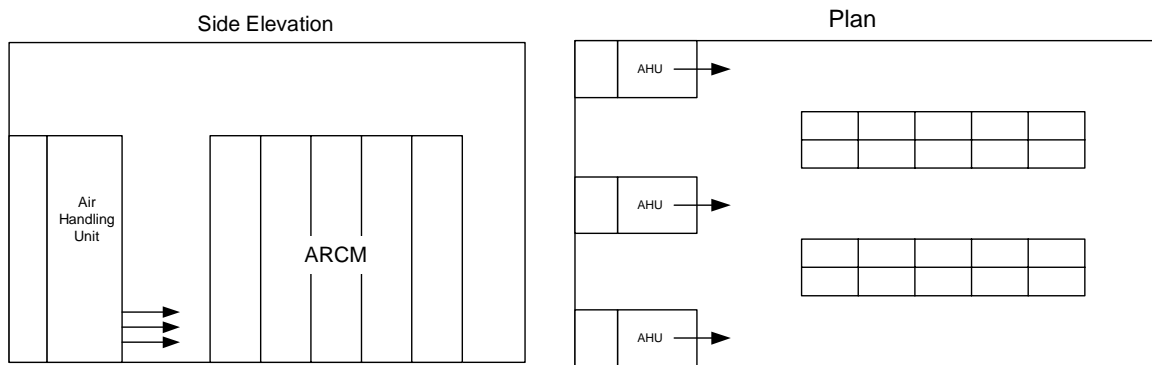 Side Elevation
Air
Handling
Unit
ARCM
Plan
AHU
AHU
AHU